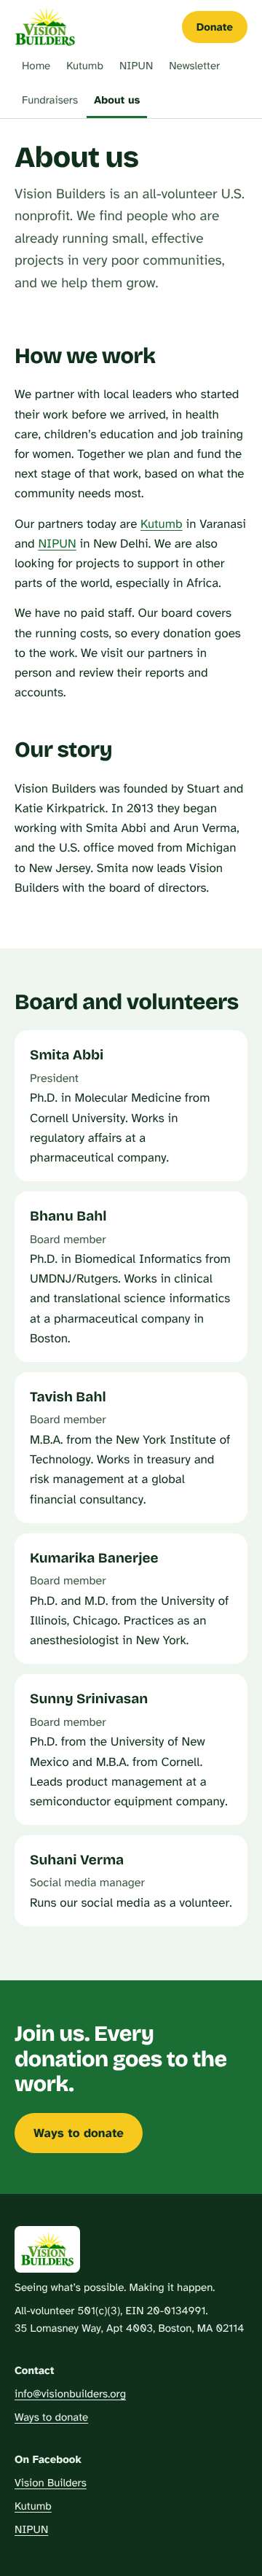 VISION
BUILDERS
Donate
Home Kutumb NIPUN Newsletter
Fundraisers About us
About us
Vision Builders is an all-volunteer U.S.
nonprofit. We find people who are
already running small, effective
projects in very poor communities,
and we help them grow.
How we work
We partner with local leaders who started
their work before we arrived, in health
care, children's education and job training
for women. Together we plan and fund the
next stage of that work, based on what the
community needs most.
Our partners today are Kutumb in Varanasi
and NIPUN in New Delhi. We are also
looking for projects to support in other
parts of the world, especially in Africa.
We have no paid staff. Our board covers
the running costs, so every donation goes
to the work. We visit our partners in
person and review their reports and
accounts.
Our story
Vision Builders was founded by Stuart and
Katie Kirkpatrick. In 2013 they began
working with Smita Abbi and Arun Verma,
and the U.S. office moved from Michigan
to New Jersey. Smita now leads Vision
Builders with the board of directors.
Board and volunteers
Smita Abbi
President
Ph.D. in Molecular Medicine from
Cornell University. Works in
regulatory affairs at a
pharmaceutical company.
Bhanu Bahl
Board member
Ph.D. in Biomedical Informatics from
UMDNJ/Rutgers. Works in clinical
and translational science informatics
at a pharmaceutical company in
Boston.
Tavish Bahl
Board member
M.B.A. from the New York Institute of
Technology. Works in treasury and
risk management at a global
financial consultancy.
Kumarika Banerjee
Board member
Ph.D. and M.D. from the University of
Illinois, Chicago. Practices as an
anesthesiologist in New York.
Sunny Srinivasan
Board member
Ph.D. from the University of New
Mexico and M.B.A. from Cornell.
Leads product management at a
semiconductor equipment company.
Suhani Verma
Social media manager
Runs our social media as a volunteer.
Join us. Every
donation goes to the
work.
Ways to donate
VISION
BUILDERS
Seeing what's possible. Making it happen.
All-volunteer 501(c)(3), EIN 20-0134991.
35 Lomasney Way, Apt 4003, Boston, MA 02114
Contact
info@visionbuilders.org
Ways to donate
On Facebook
Vision Builders
Kutumb
NIPUN